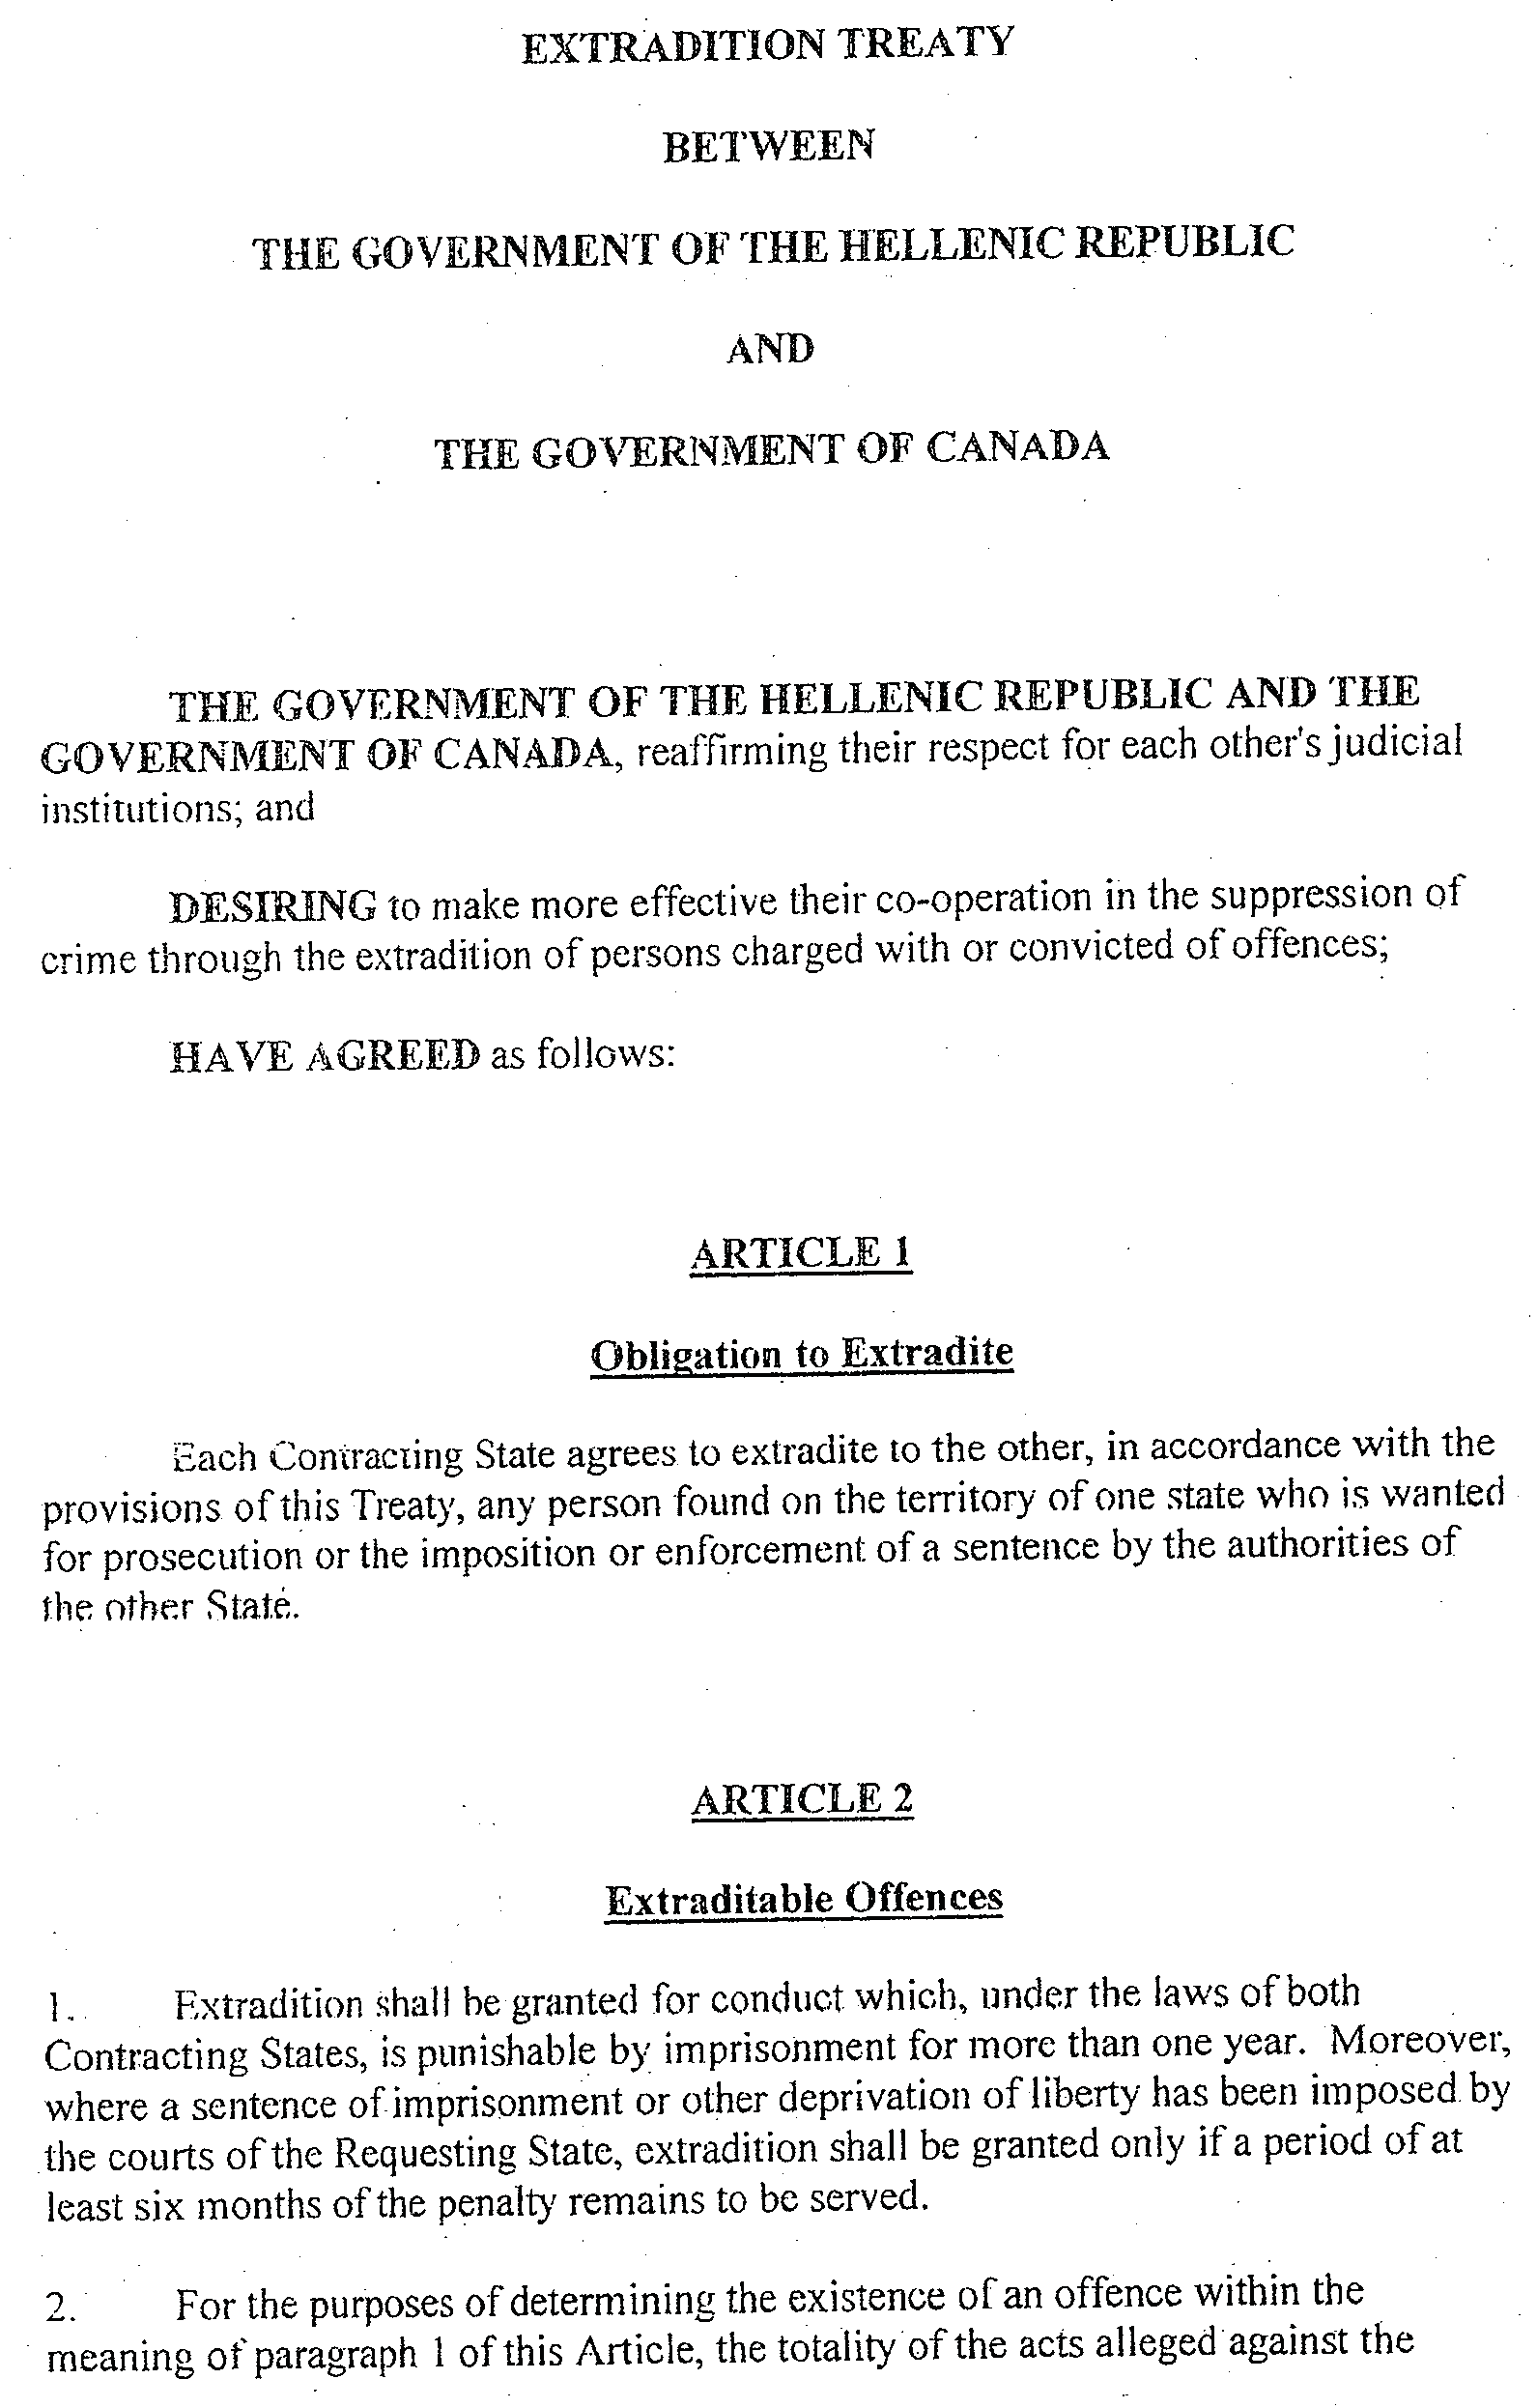 EXTRADITION TREATY
BETWEEN
THE GOVERNMENT OF THE HELLENIC REPUBLIC
AND
THE GOVERNMENT OF CANADA
THE GOVERNMENT OF THE HELLENIC REPUBLIC AND THE
GOVERNMENT OF CANADA, reaffirming their respect for each other's judicial
institutions; and
DESIRING to make more effective their co-operation in the suppression of
crime through the extradition of persons charged with or convicted of offences;
HAVE AGREED as follows:
ARTICLE 1
Obligation to Extradite
Each Contracting State agrees to extradite to the other, in accordance with the
provisions of this Treaty, any person found on the territory of one state who is wanted
for prosecution or the imposition or enforcement of a sentence by the authorities of
the other State.
ARTICLE 2
Extraditable Offences
1. Extradition shall be granted for conduct which, under the laws of both
Contracting States, is punishable by imprisonment for more than one year. Moreover,
where a sentence of imprisonment or other deprivation of liberty has been imposed by
the courts of the Requesting State, extradition shall be granted only if a period of at
least six months of the penalty remains to be served.
2. For the purposes of determining the existence of an offence within the
meaning of paragraph 1 of this Article, the totality of the acts alleged against the